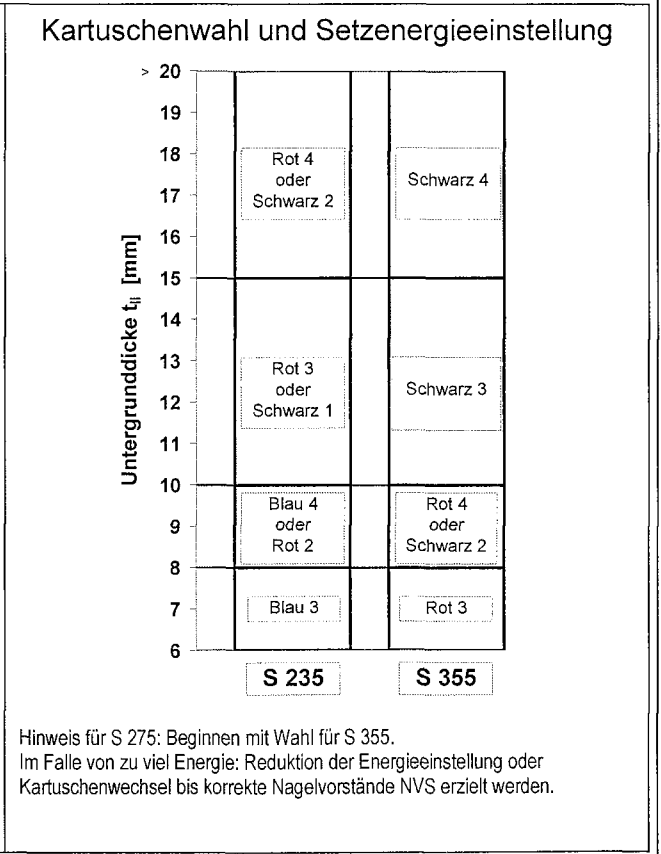 Kartuschenwahl und Setzenergieeinstellung
> 20
19
18
17
16
15
14
13
12
11
10
9
8
7
6
Untergrunddicke t_II [mm]
Rot 4
oder
Schwarz 2
Schwarz 4
Rot 3
oder
Schwarz 1
Schwarz 3
Blau 4
oder
Rot 2
Rot 4
oder
Schwarz 2
Blau 3
Rot 3
S 235
S 355
Hinweis für S 275: Beginnen mit Wahl für S 355.
Im Falle von zu viel Energie: Reduktion der Energieeinstellung oder
Kartuschenwechsel bis korrekte Nagelvorstände NVS erzielt werden.